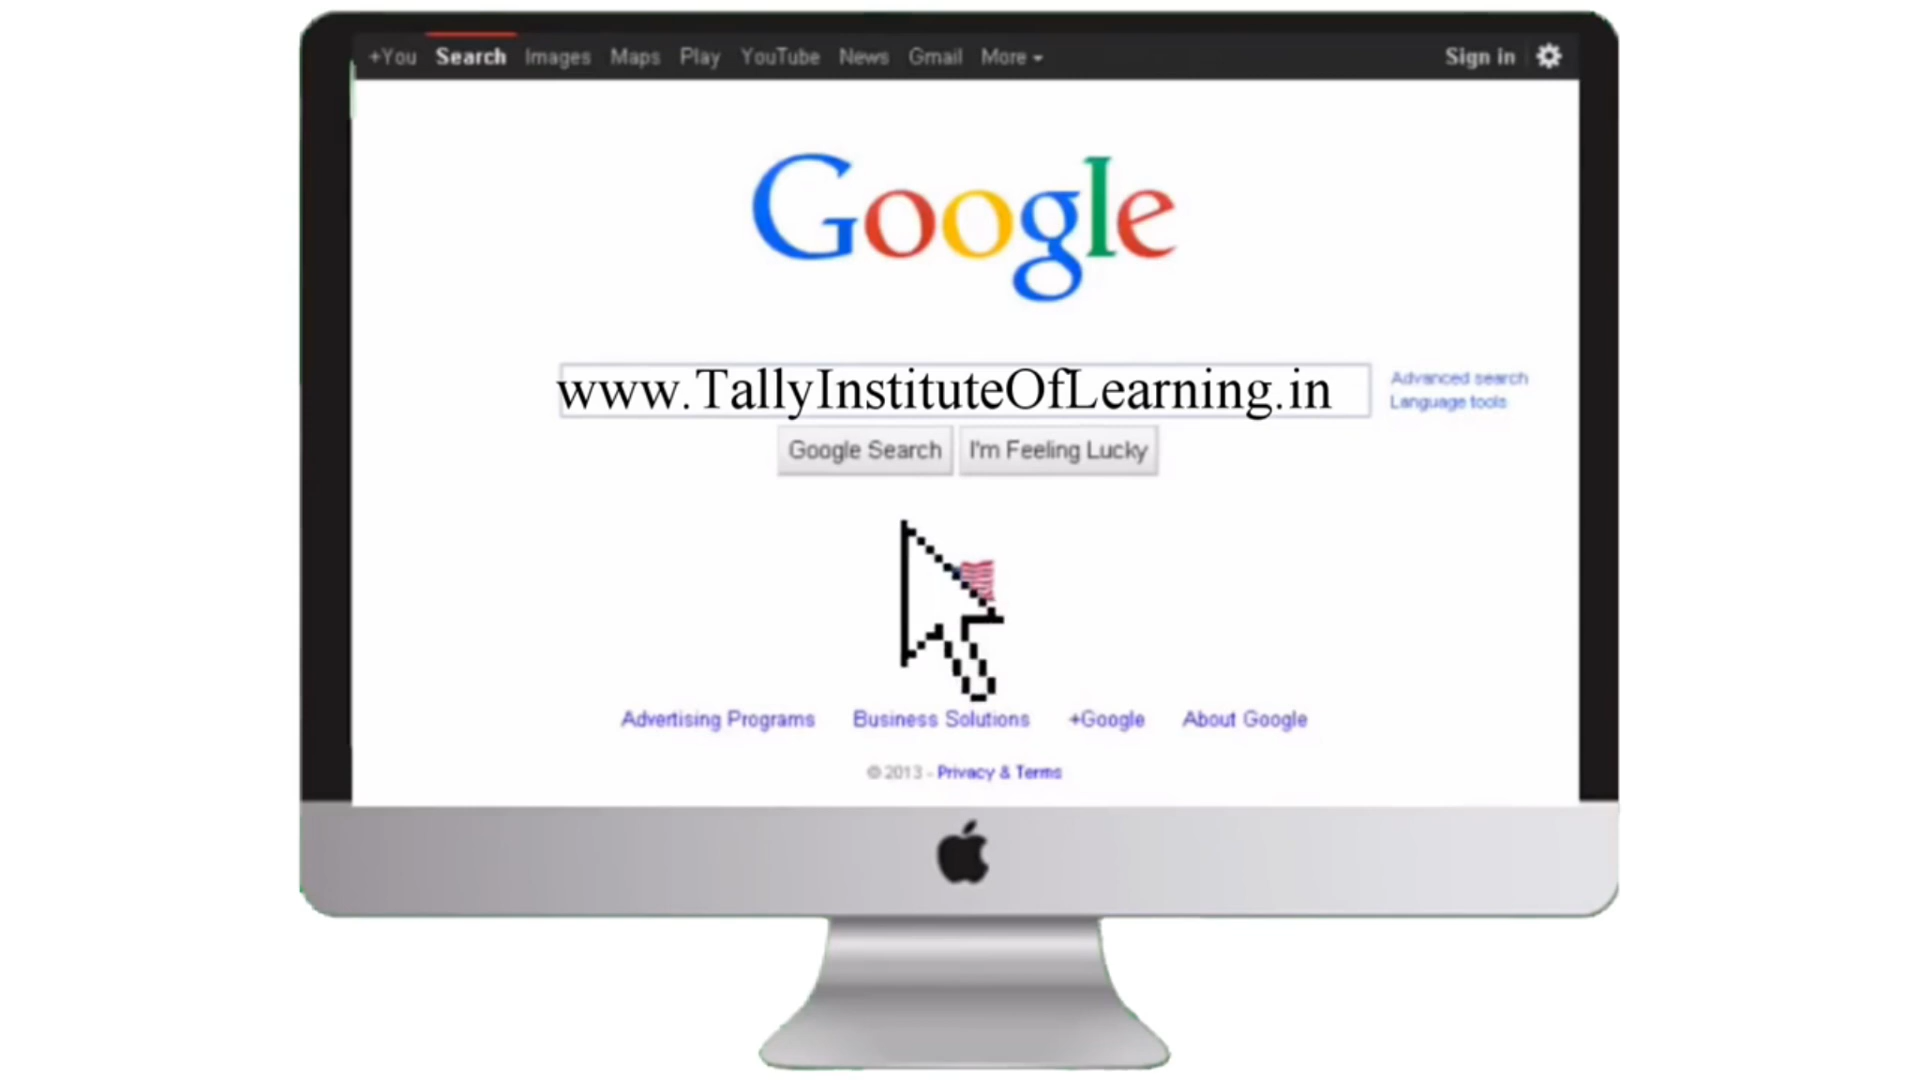 +You Search Images Maps Play YouTube News Gmail More Sign in
Google
www.TallyInstituteOfLearning.in
Advanced search
Language tools
Google Search I'm Feeling Lucky
Advertising Programs Business Solutions +Google About Google
© 2013 - Privacy & Terms